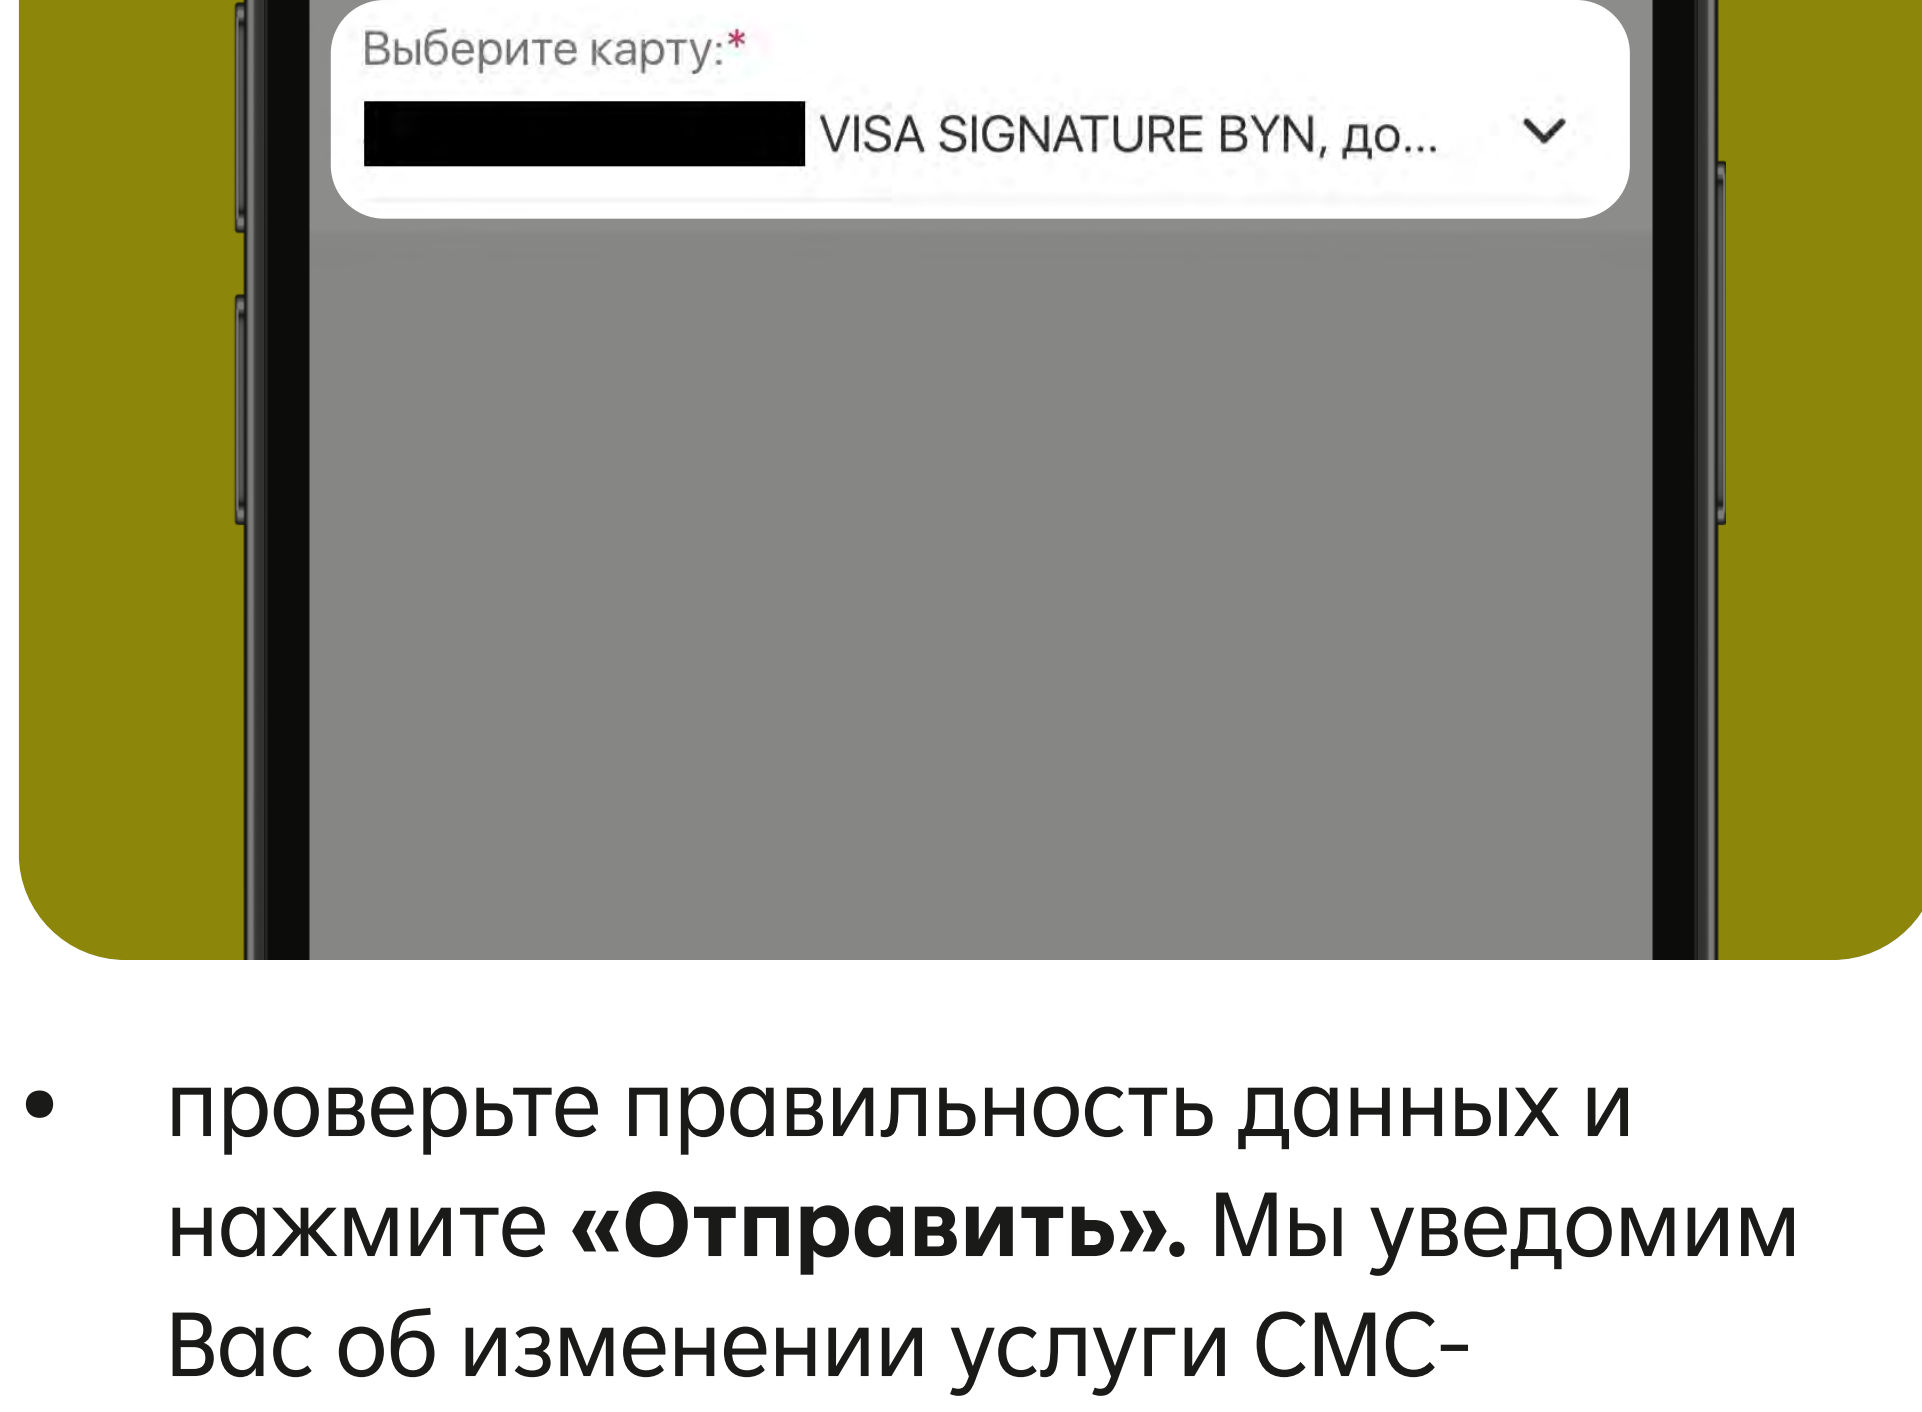 Выберите карту:*
VISA SIGNATURE BYN, до...
• проверьте правильность данных и
нажмите «Отправить». Мы уведомим
Вас об изменении услуги СМС-